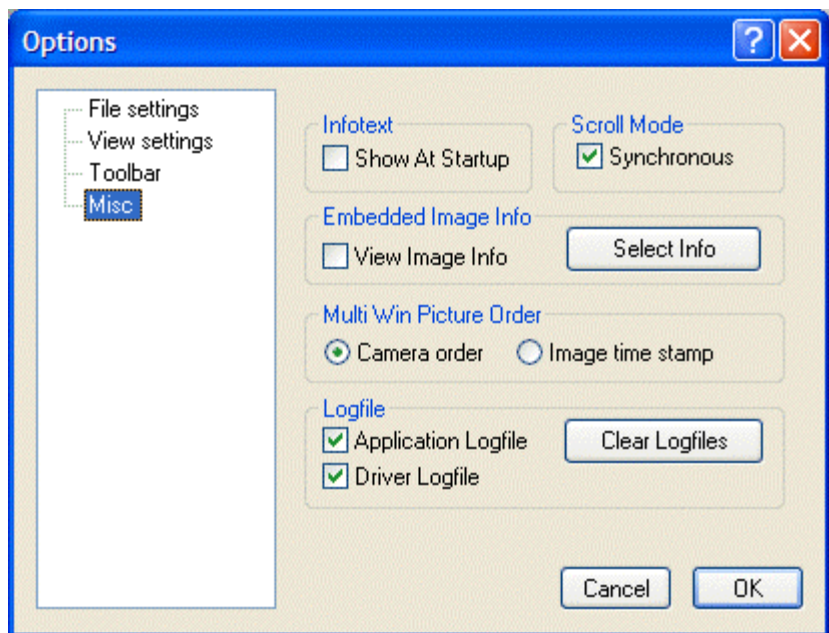 Options
File settings
View settings
Toolbar
Misc
Infotext
Show At Startup
Scroll Mode
Synchronous
Embedded Image Info
View Image Info
Select Info
Multi Win Picture Order
Camera order
Image time stamp
Logfile
Application Logfile
Driver Logfile
Clear Logfiles
Cancel
OK